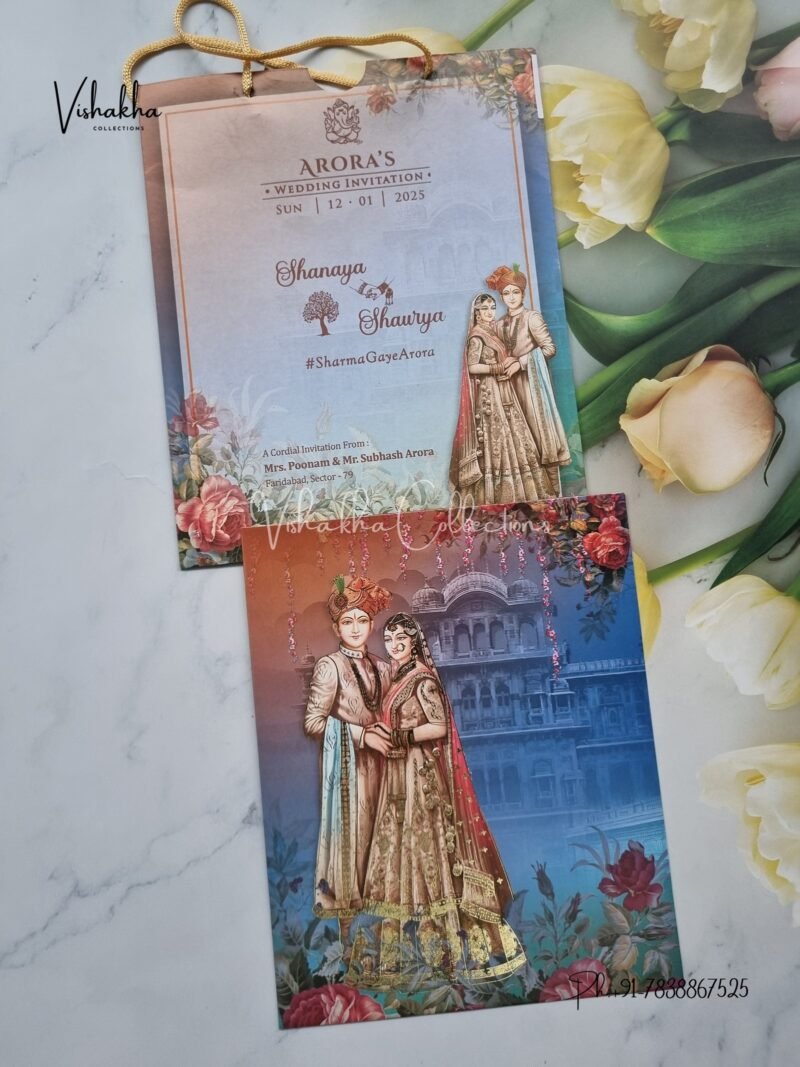 Vishakha
COLLECTIONS
ARORA'S
• WEDDING INVITATION •
SUN | 12 · 01 | 2025
Shanaya
Shaurya
#SharmaGayeArora
A Cordial Invitation From :
Mrs. Poonam & Mr. Subhash Arora
Faridabad, Sector - 79
Vishakha Collections
Ph:+91-7838867525